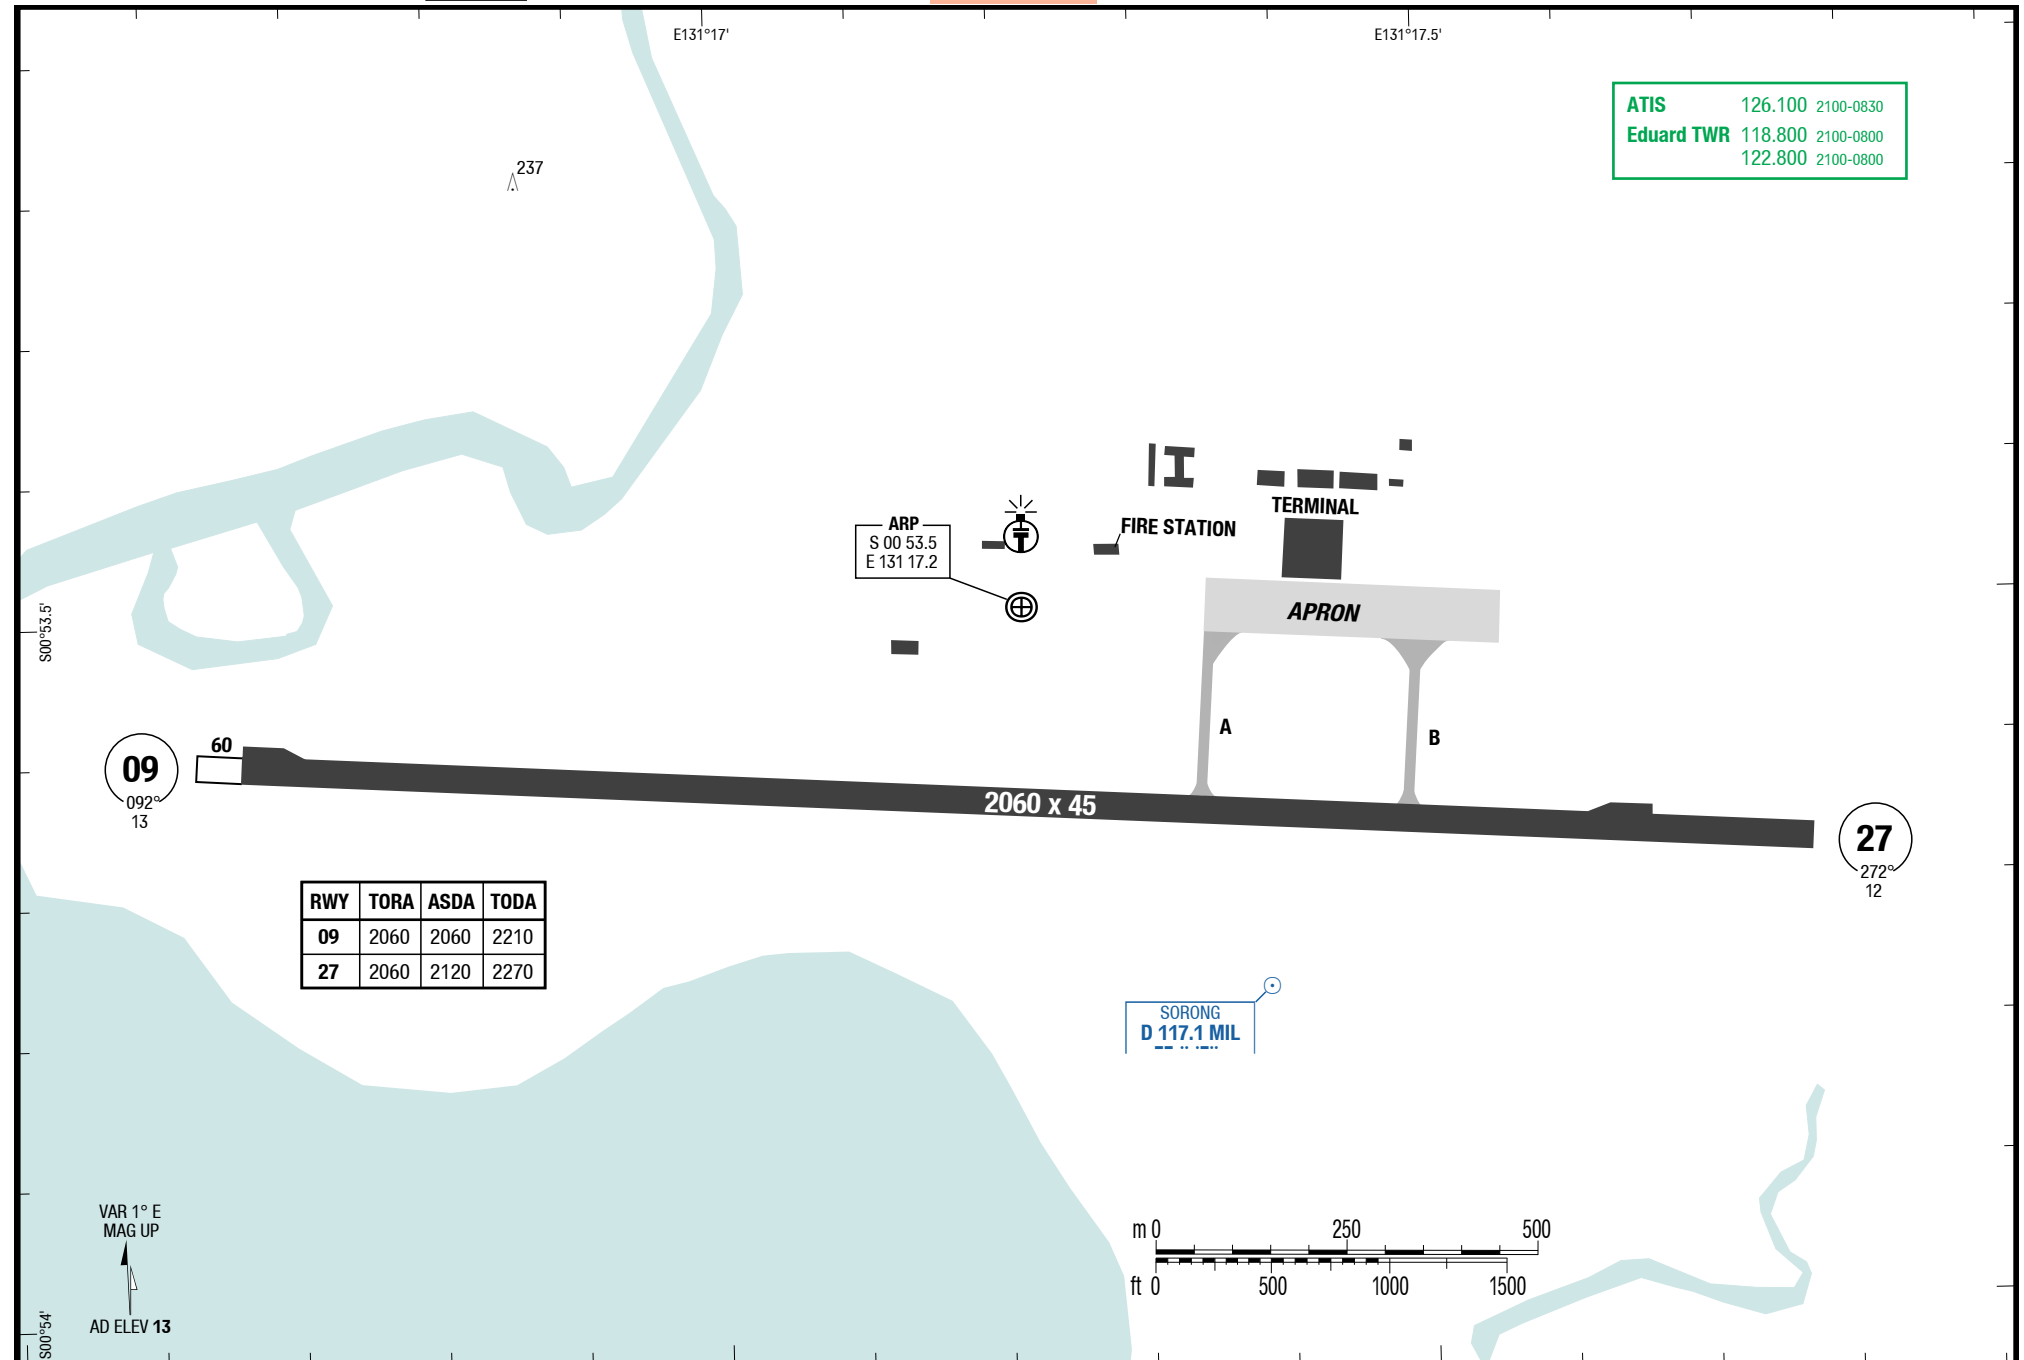 E131°17'
E131°17.5'
ATIS 126.100 2100-0830
Eduard TWR 118.800 2100-0800
122.800 2100-0800
237
TERMINAL
FIRE STATION
ARP
S 00 53.5
E 131 17.2
APRON
S00°53.5'
A
B
60
09
092°
13
2060 x 45
27
272°
12
RWY TORA ASDA TODA
09 2060 2060 2210
27 2060 2120 2270
SORONG
D 117.1 MIL
VAR 1° E
MAG UP
AD ELEV 13
m 0 250 500
ft 0 500 1000 1500
S00°54'